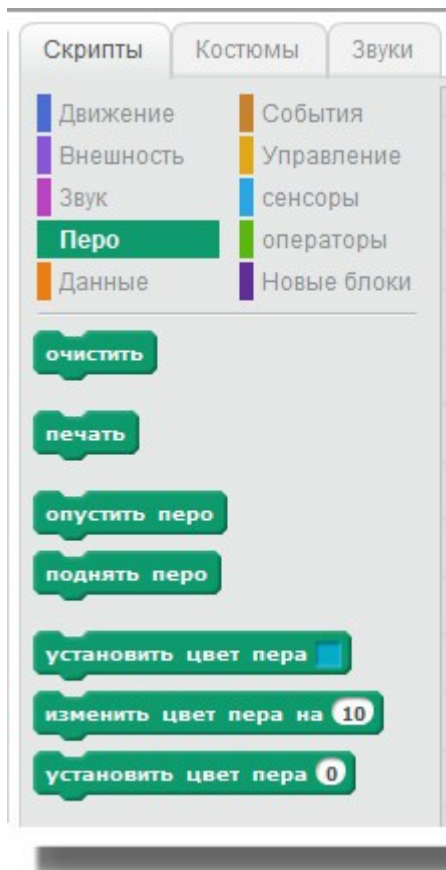 Скрипты Костюмы Звуки
Движение События
Внешность Управление
Звук сенсоры
Перо операторы
Данные Новые блоки
очистить
печать
опустить перо
поднять перо
установить цвет пера
изменить цвет пера на 10
установить цвет пера 0